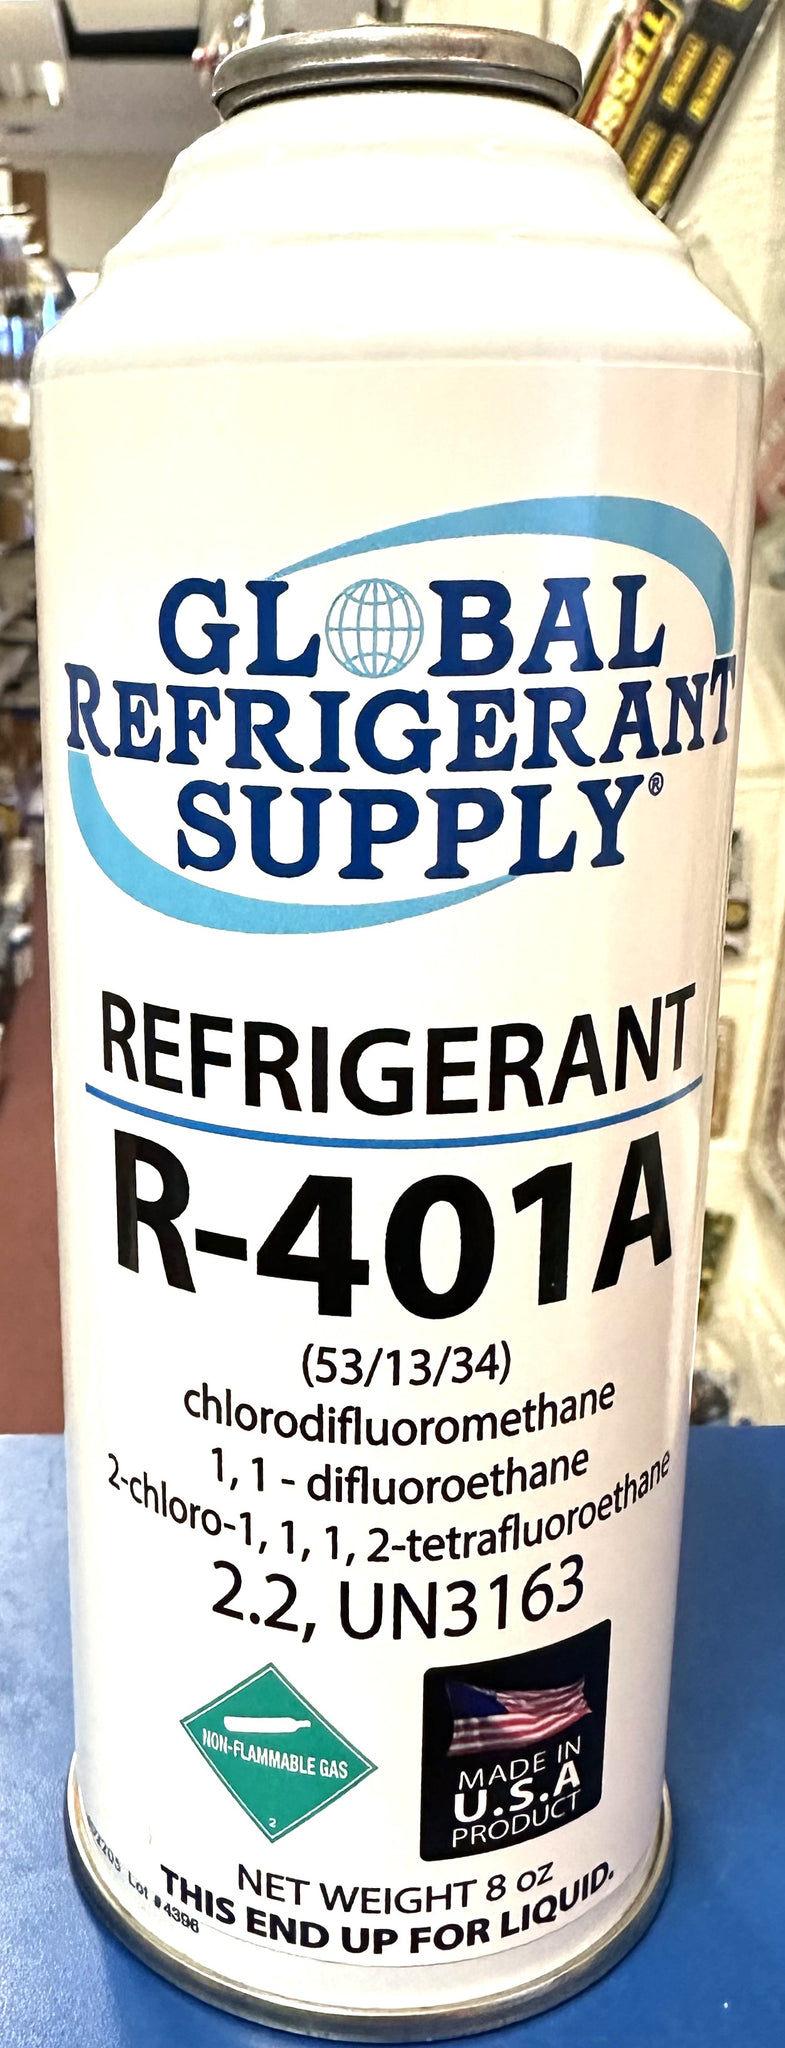 GLOBAL
REFRIGERANT
SUPPLY®
REFRIGERANT
R-401A
(53/13/34)
chlorodifluoromethane
1, 1 - difluoroethane
2-chloro-1, 1, 1, 2-tetrafluoroethane
2.2, UN3163
NON-FLAMMABLE GAS
2
MADE IN
U.S.A
PRODUCT
NET WEIGHT 8 oz
THIS END UP FOR LIQUID.
Lot #4396